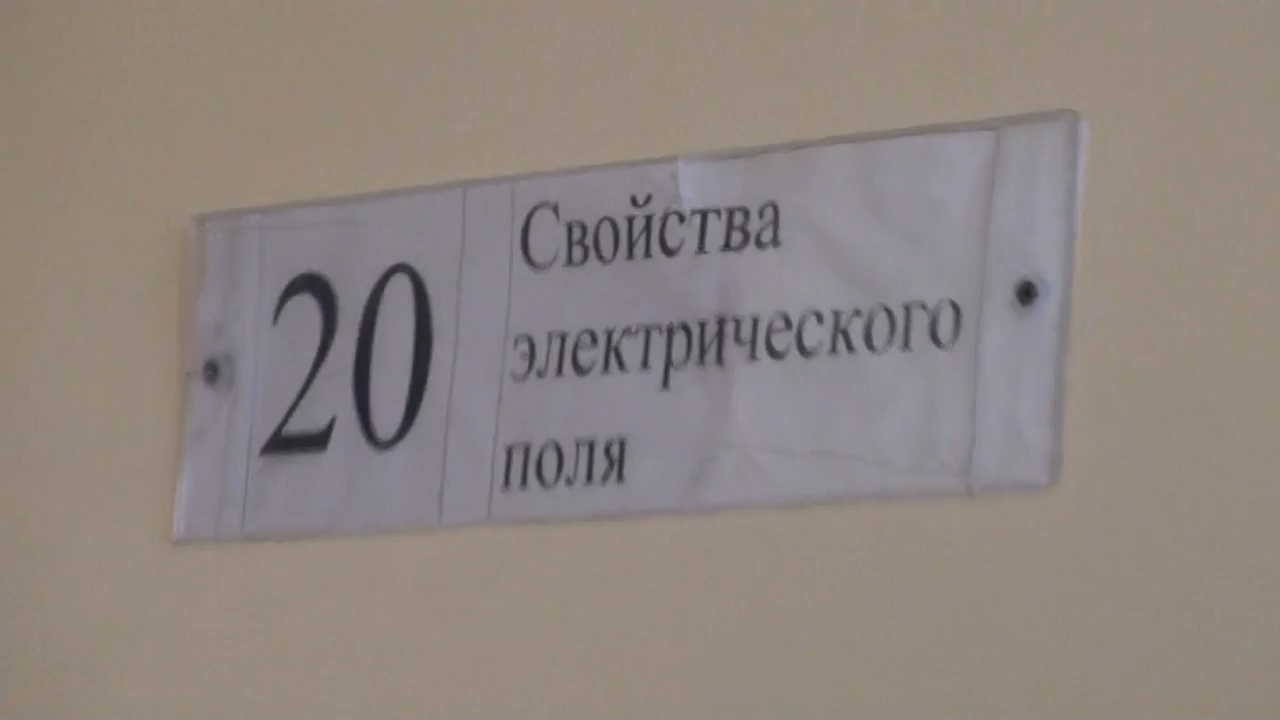 20
Свойства
электрического
поля